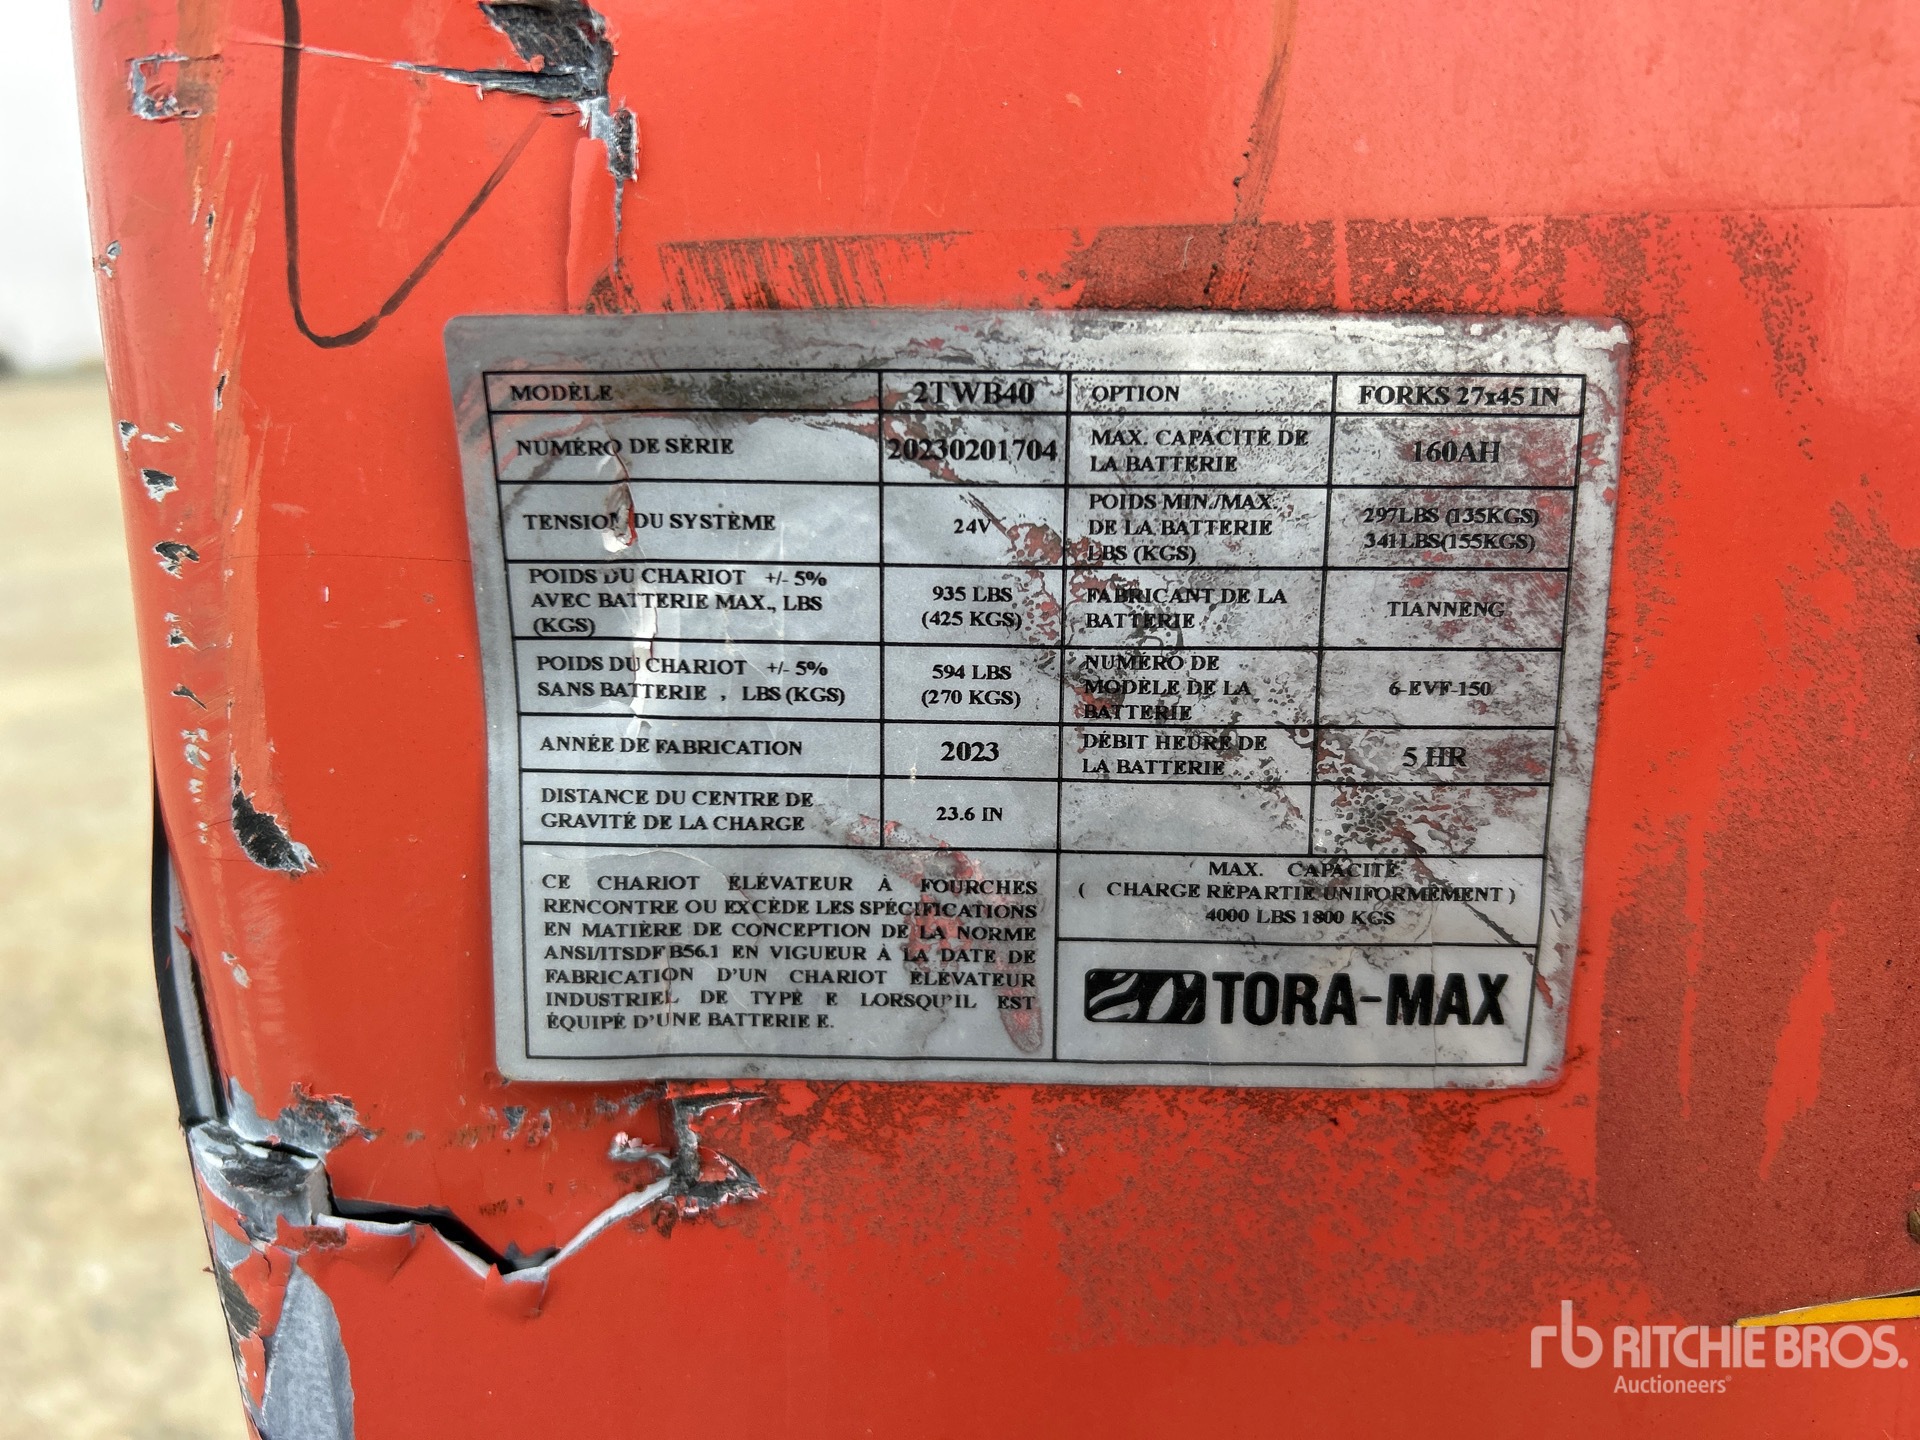 MODÈLE 2TWB40 OPTION FORKS 27x45 IN
NUMÉRO DE SÉRIE 20230201704
MAX. CAPACITÉ DE
LA BATTERIE
160AH
TENSION DU SYSTÈME 24V
POIDS MIN./MAX.
DE LA BATTERIE
LBS (KGS)
297LBS (135KGS)
341LBS(155KGS)
POIDS DU CHARIOT +/- 5%
AVEC BATTERIE MAX., LBS
(KGS)
935 LBS
(425 KGS)
FABRICANT DE LA
BATTERIE
TIANNENG
POIDS DU CHARIOT +/- 5%
SANS BATTERIE , LBS (KGS)
594 LBS
(270 KGS)
NUMÉRO DE
MODÈLE DE LA
BATTERIE
6-EVF-150
ANNÉE DE FABRICATION 2023
DÉBIT HEURE DE
LA BATTERIE
5 HR
DISTANCE DU CENTRE DE
GRAVITÉ DE LA CHARGE
23.6 IN
CE CHARIOT ÉLÉVATEUR À FOURCHES
RENCONTRE OU EXCÈDE LES SPÉCIFICATIONS
EN MATIÈRE DE CONCEPTION DE LA NORME
ANSI/ITSDF B56.1 EN VIGUEUR À LA DATE DE
FABRICATION D'UN CHARIOT ÉLÉVATEUR
INDUSTRIEL DE TYPE E LORSQU'IL EST
ÉQUIPÉ D'UNE BATTERIE E.
MAX. CAPACITÉ
( CHARGE RÉPARTIE UNIFORMÉMENT )
4000 LBS 1800 KGS
TORA-MAX
rb RITCHIE BROS.
Auctioneers